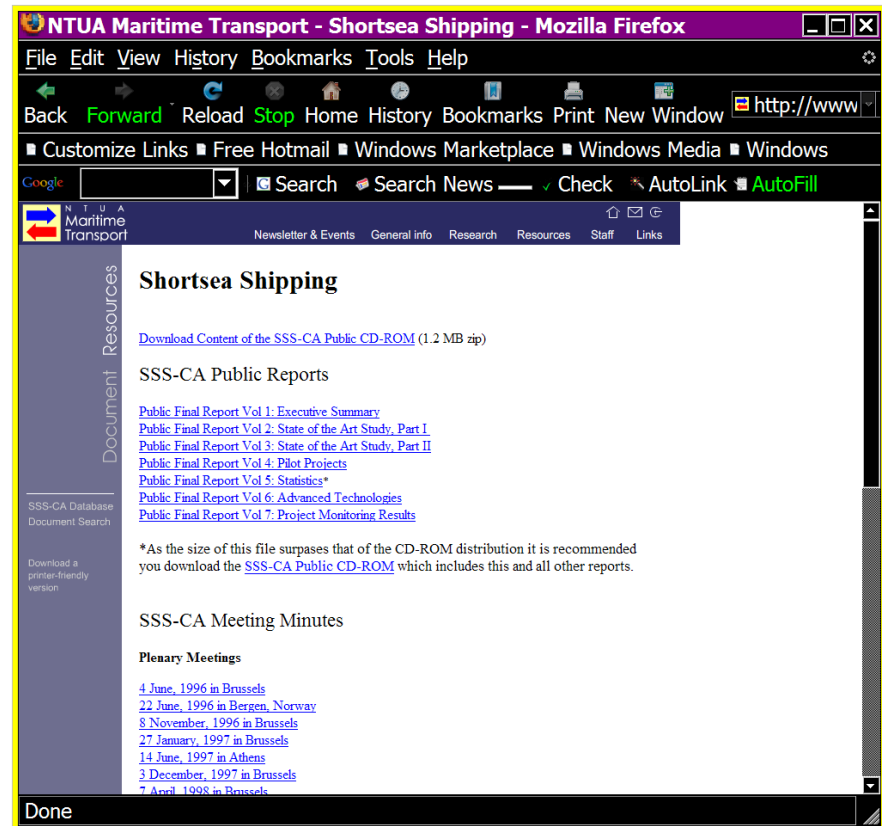 NTUA Maritime Transport - Shortsea Shipping - Mozilla Firefox
File Edit View History Bookmarks Tools Help
Back Forward Reload Stop Home History Bookmarks Print New Window http://www
Customize Links Free Hotmail Windows Marketplace Windows Media Windows
Google Search Search News Check AutoLink AutoFill
N T U A
Maritime
Transport
Newsletter & Events General info Research Resources Staff Links
Document Resources
SSS-CA Database
Document Search
Download a
printer-friendly
version
Shortsea Shipping
Download Content of the SSS-CA Public CD-ROM (1.2 MB zip)
SSS-CA Public Reports
Public Final Report Vol 1: Executive Summary
Public Final Report Vol 2: State of the Art Study, Part I
Public Final Report Vol 3: State of the Art Study, Part II
Public Final Report Vol 4: Pilot Projects
Public Final Report Vol 5: Statistics*
Public Final Report Vol 6: Advanced Technologies
Public Final Report Vol 7: Project Monitoring Results
*As the size of this file surpases that of the CD-ROM distribution it is recommended
you download the SSS-CA Public CD-ROM which includes this and all other reports.
SSS-CA Meeting Minutes
Plenary Meetings
4 June, 1996 in Brussels
22 June, 1996 in Bergen, Norway
8 November, 1996 in Brussels
27 January, 1997 in Brussels
14 June, 1997 in Athens
3 December, 1997 in Brussels
7 April, 1998 in Brussels
Done